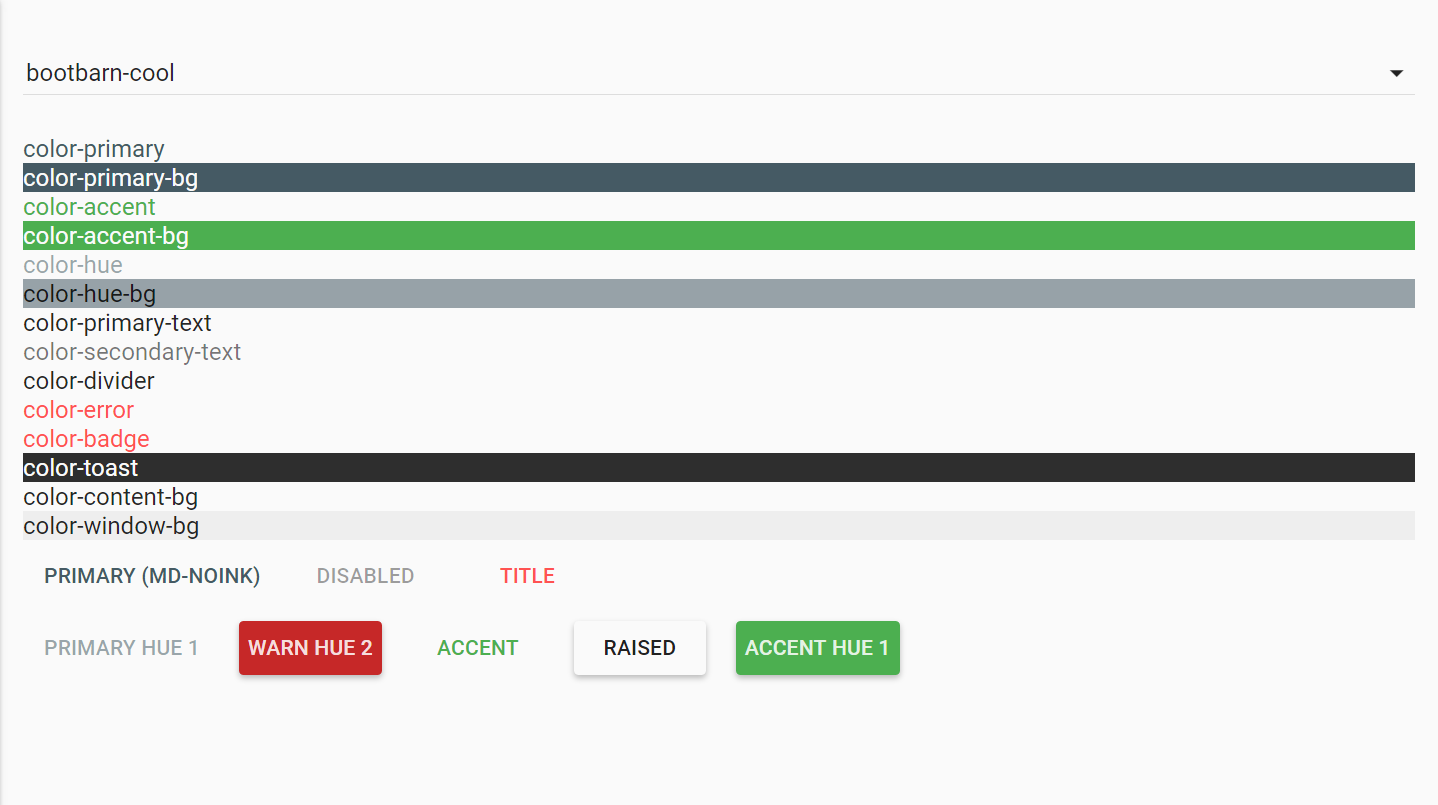 bootbarn-cool
color-primary
color-primary-bg
color-accent
color-accent-bg
color-hue
color-hue-bg
color-primary-text
color-secondary-text
color-divider
color-error
color-badge
color-toast
color-content-bg
color-window-bg
PRIMARY (MD-NOINK) DISABLED TITLE
PRIMARY HUE 1 WARN HUE 2 ACCENT RAISED ACCENT HUE 1